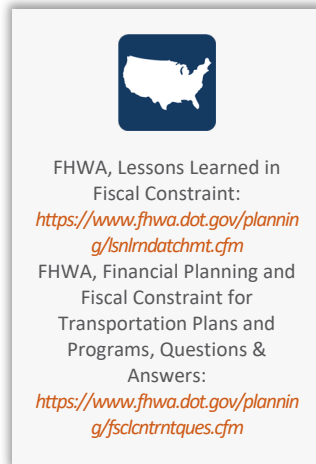 FHWA, Lessons Learned in
Fiscal Constraint:
https://www.fhwa.dot.gov/plannin
g/lsnlrndatchmt.cfm
FHWA, Financial Planning and
Fiscal Constraint for
Transportation Plans and
Programs, Questions &
Answers:
https://www.fhwa.dot.gov/plannin
g/fsclcntrntques.cfm